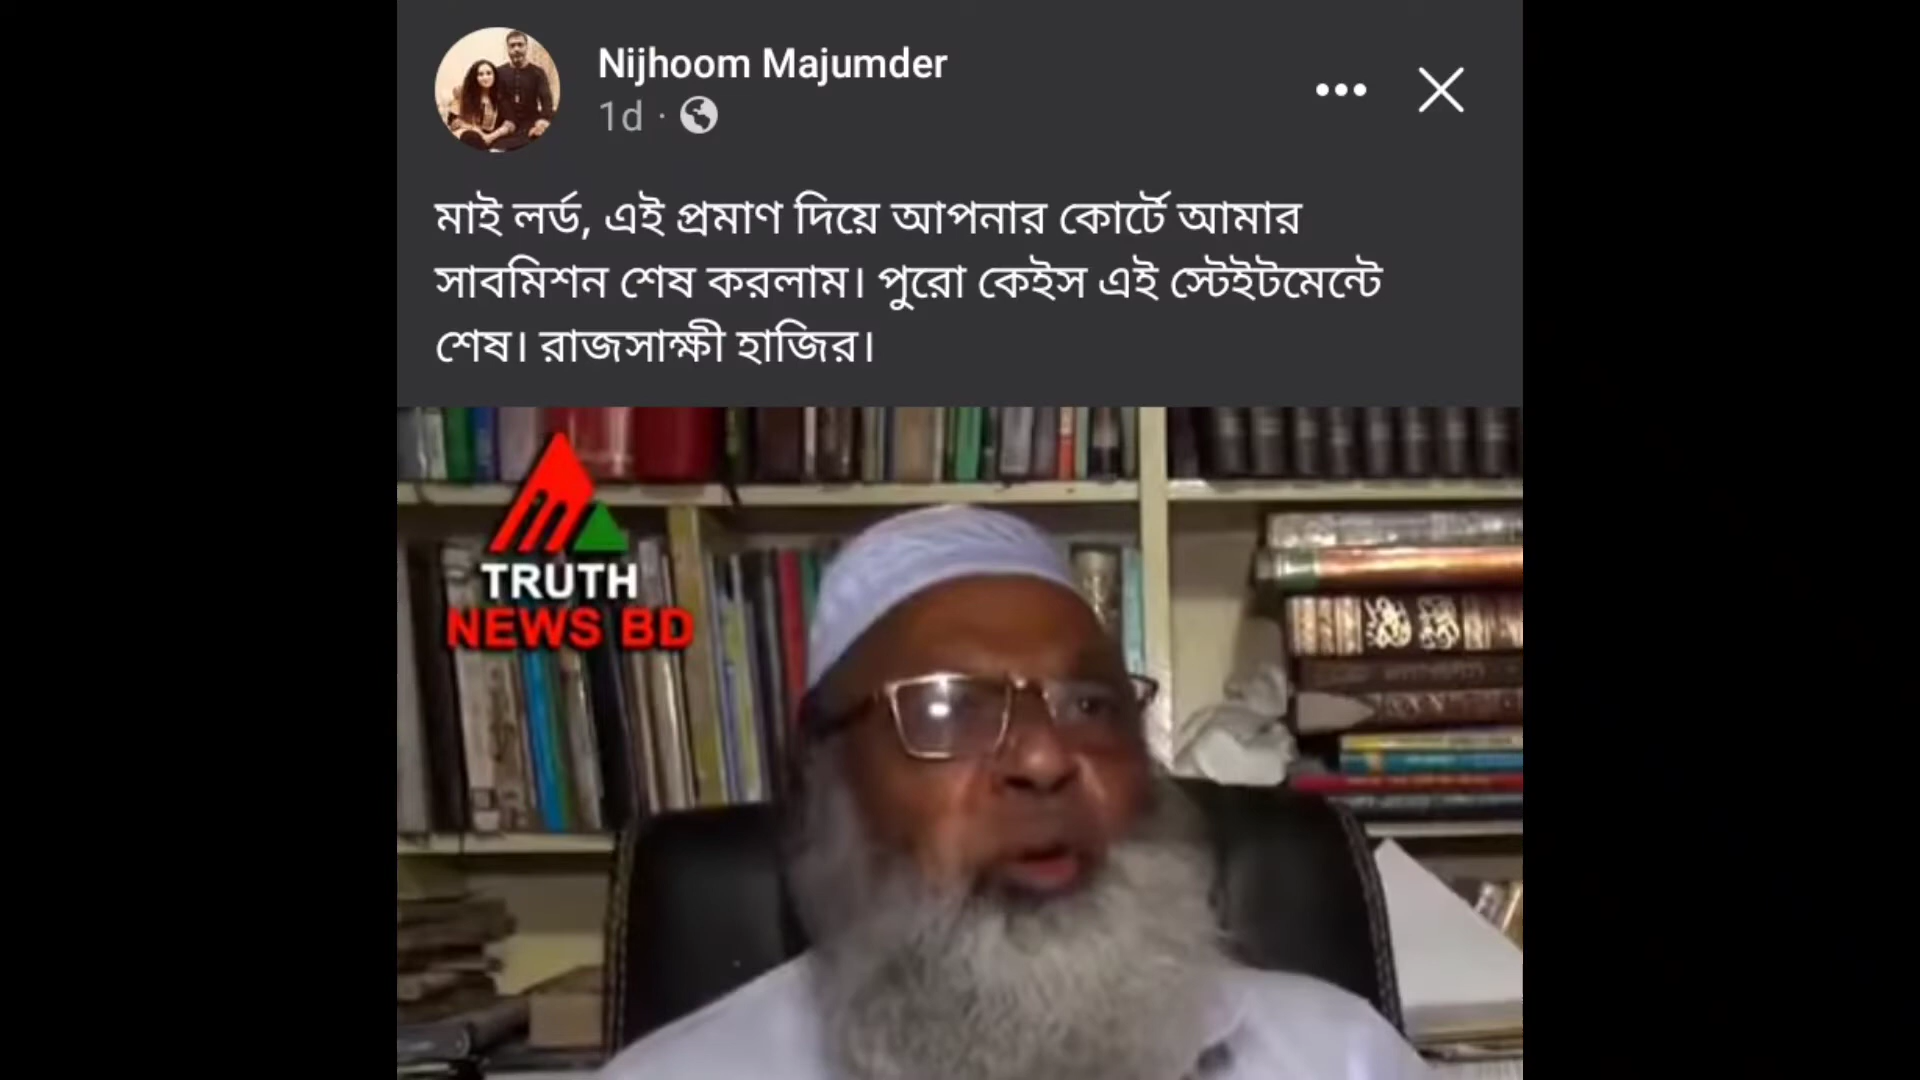 Nijhoom Majumder
1d ·
মাই লর্ড, এই প্রমাণ দিয়ে আপনার কোর্টে আমার
সাবমিশন শেষ করলাম। পুরো কেইস এই স্টেইটমেন্টে
শেষ। রাজসাক্ষী হাজির।
TRUTH
NEWS BD